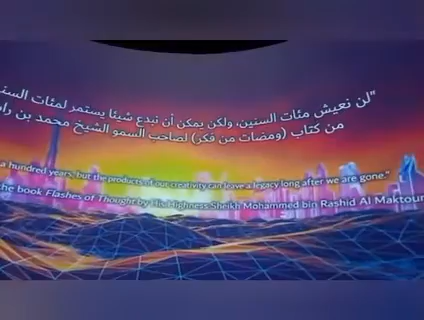 "لن نعيش مئات السنين، ولكن يمكن أن نبدع شيئا يستمر لمئات
من كتاب (ومضات من فكر) لصاحب السمو الشيخ محمد بن
a hundred years, but the products of our creativity can leave a legacy long after we are gone."
the book Flashes of Thought by His Highness Sheikh Mohammed bin Rashid Al Maktoum